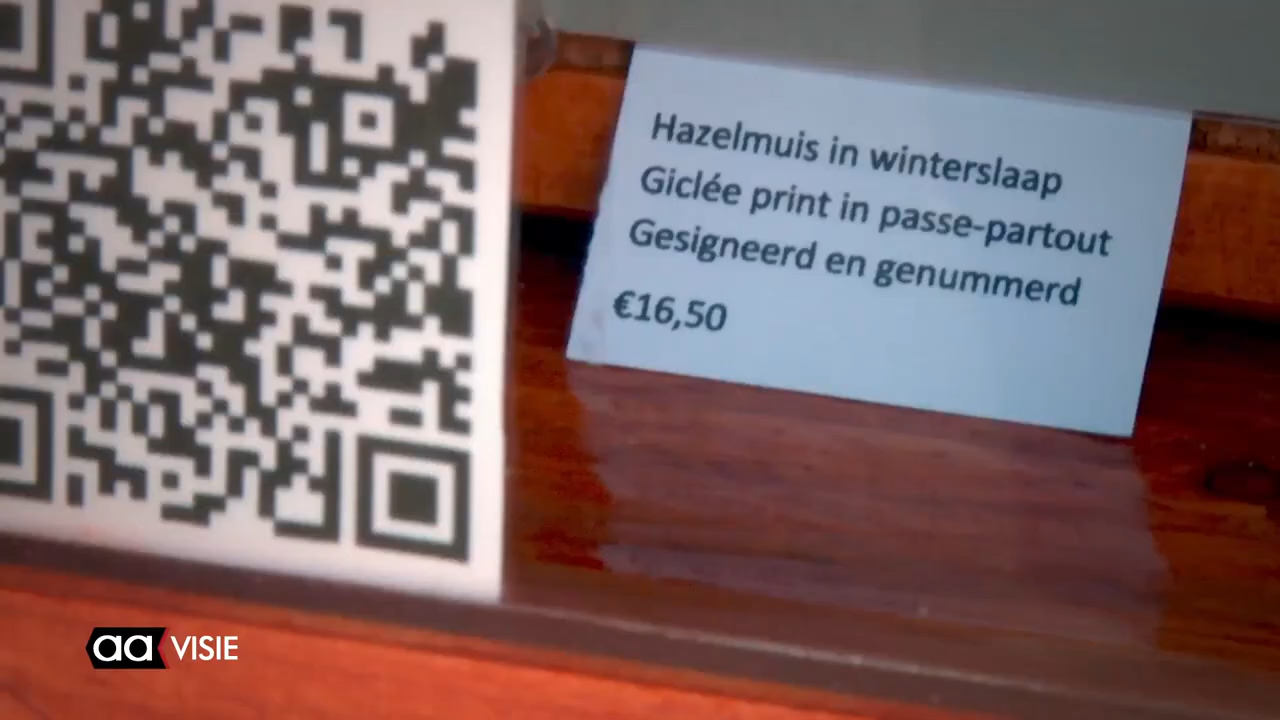 Hazelmuis in winterslaap
Giclée print in passe-partout
Gesigneerd en genummerd
€16,50
aa VISIE